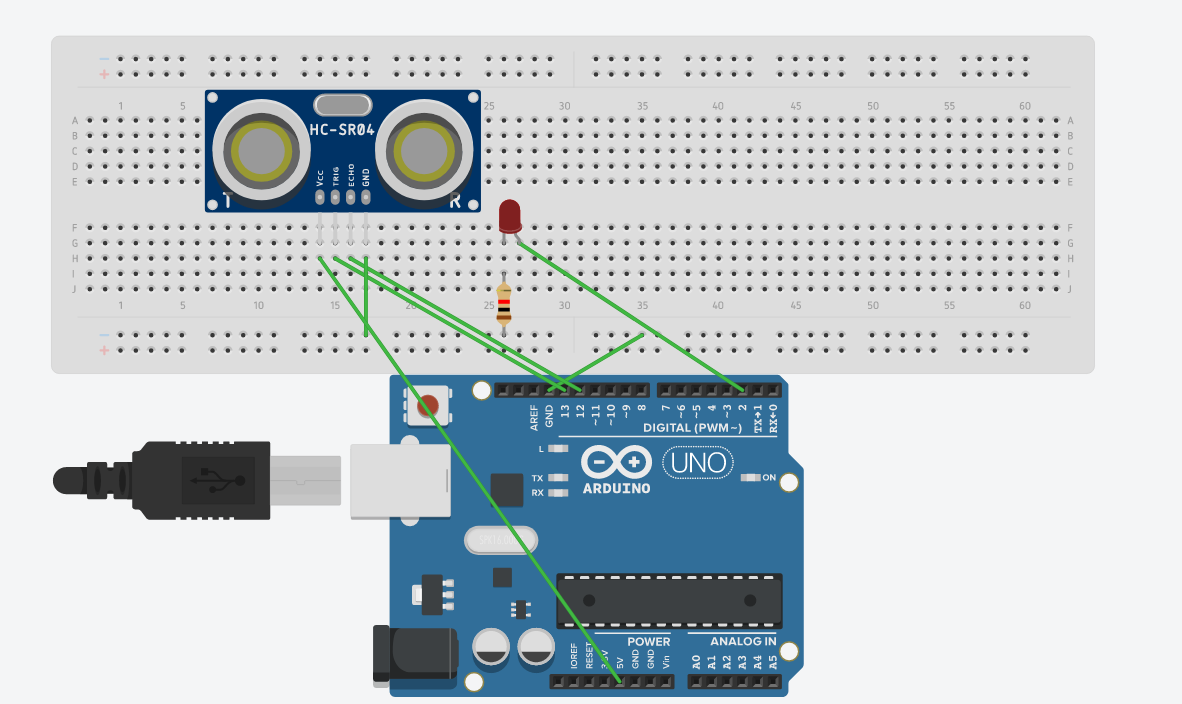 − −
+ +
1 5 25 30 35 40 45 50 55 60
A A
B B
C C
D D
E E
HC-SR04
Vcc TRIG ECHO GND
T R
F F
G G
H H
I I
J J
1 5 10 15 20 25 30 35 40 45 50 55 60
− −
+ +
AREF GND 13 12 ~11 ~10 ~9 8 7 ~6 ~5 4 ~3 2 TX→1 RX←0
DIGITAL (PWM~)
L
TX
RX
UNO
ARDUINO
ON
POWER
ANALOG IN
IOREF RESET 3.3V 5V GND GND Vin A0 A1 A2 A3 A4 A5